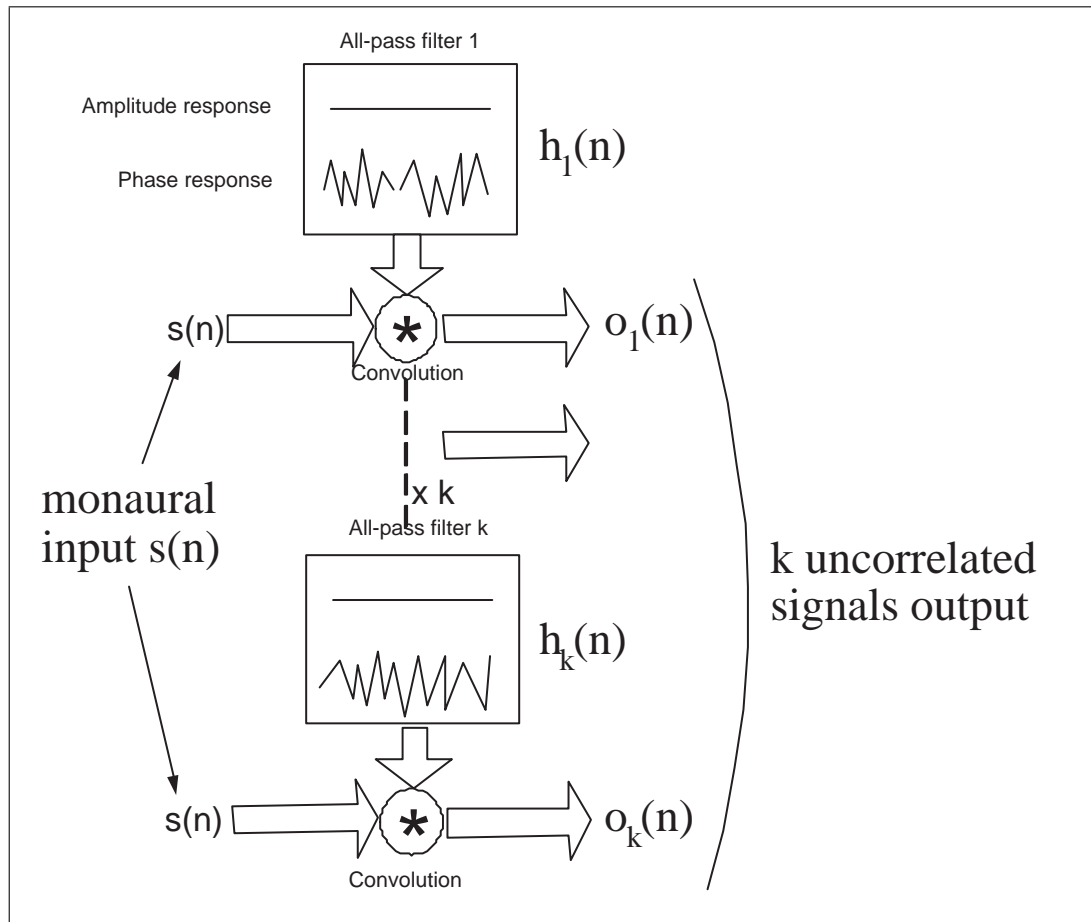 All-pass filter 1
Amplitude response
h1(n)
Phase response
s(n)
*
o1(n)
Convolution
x k
monaural
input s(n)
All-pass filter k
k uncorrelated
signals output
hk(n)
s(n)
*
ok(n)
Convolution